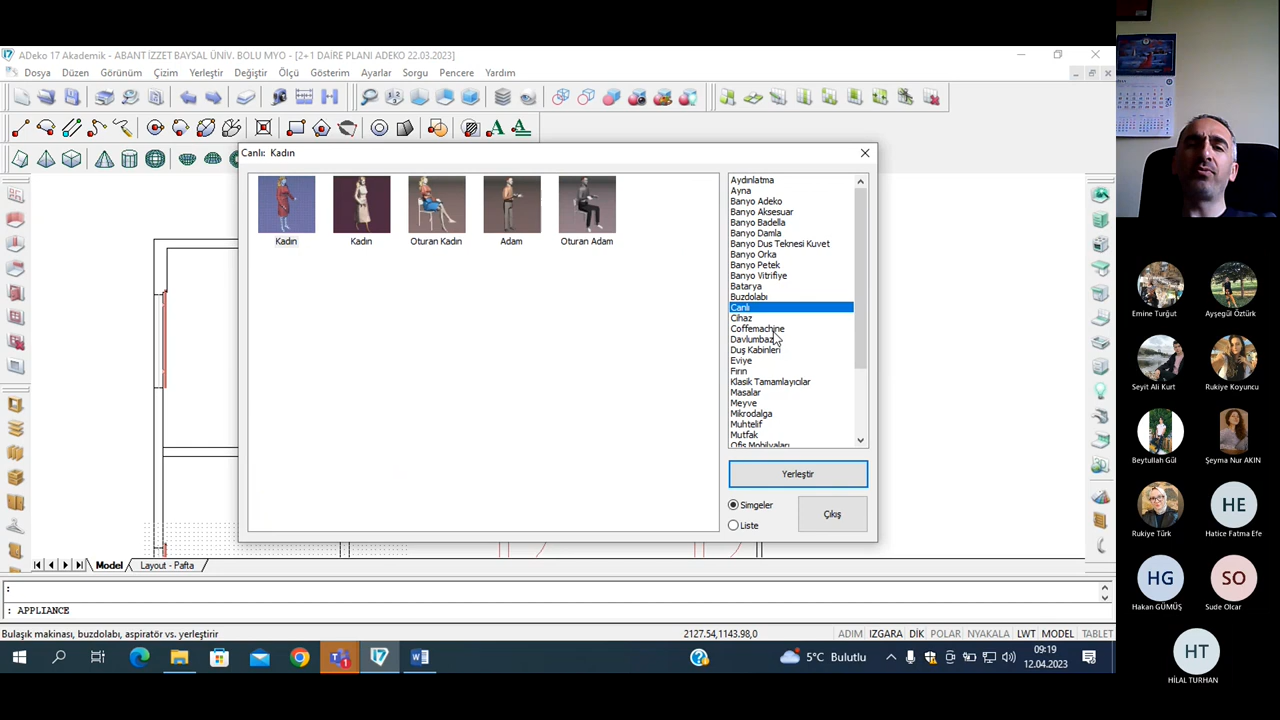 ADeko 17 Akademik - ABANT İZZET BAYSAL ÜNİV. BOLU MYO - [2+1 DAİRE PLANI ADEKO 22.03.2023]
Dosya Düzen Görünüm Çizim Yerleştir Değiştir Ölçü Gösterim Ayarlar Sorgu Pencere Yardım
Canlı: Kadın
Kadın
Kadın
Oturan Kadın
Adam
Oturan Adam
Aydınlatma
Ayna
Banyo Adeko
Banyo Aksesuar
Banyo Badella
Banyo Damla
Banyo Dus Teknesi Kuvet
Banyo Orka
Banyo Petek
Banyo Vitrifiye
Batarya
Buzdolabı
Canlı
Cihaz
Coffemachine
Davlumbaz
Duş Kabinleri
Eviye
Fırın
Klasik Tamamlayıcılar
Masalar
Meyve
Mikrodalga
Muhtelif
Mutfak
Ofis Mobilyaları
Yerleştir
Simgeler
Liste
Çıkış
Model
Layout - Pafta
:
: APPLIANCE
Bulaşık makinası, buzdolabı, aspiratör vs. yerleştirir
2127.54,1143.98,0
ADIM IZGARA DİK POLAR NYAKALA LWT MODEL TABLET
5°C Bulutlu
09:19
12.04.2023
Emine Turğut
Ayşegül Öztürk
Seyit Ali Kurt
Rukiye Koyuncu
Beytullah Gül
Şeyma Nur AKIN
Rukiye Türk
HE
Hatice Fatma Efe
HG
Hakan GÜMÜŞ
SO
Sude Olcar
HT
HİLAL TURHAN